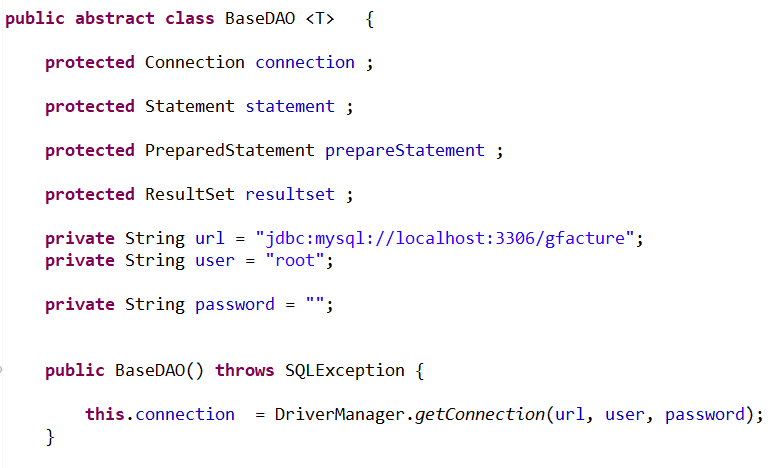 public abstract class BaseDAO <T>   {
protected Connection connection ;
protected Statement statement ;
protected PreparedStatement prepareStatement ;
protected ResultSet resultset ;
private String url = "jdbc:mysql://localhost:3306/gfacture";
private String user = "root";
private String password = "";
public BaseDAO() throws SQLException {
this.connection  = DriverManager.getConnection(url, user, password);
}